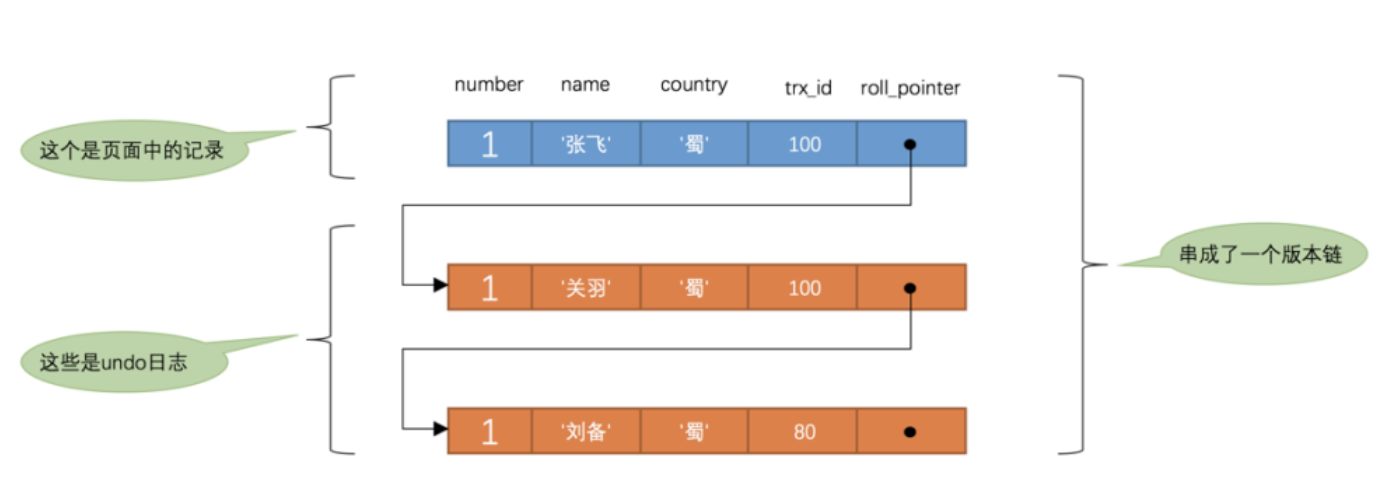 number name country trx_id roll_pointer
这个是页面中的记录
1 '张飞' '蜀' 100
串成了一个版本链
1 '关羽' '蜀' 100
这些是undo日志
1 '刘备' '蜀' 80